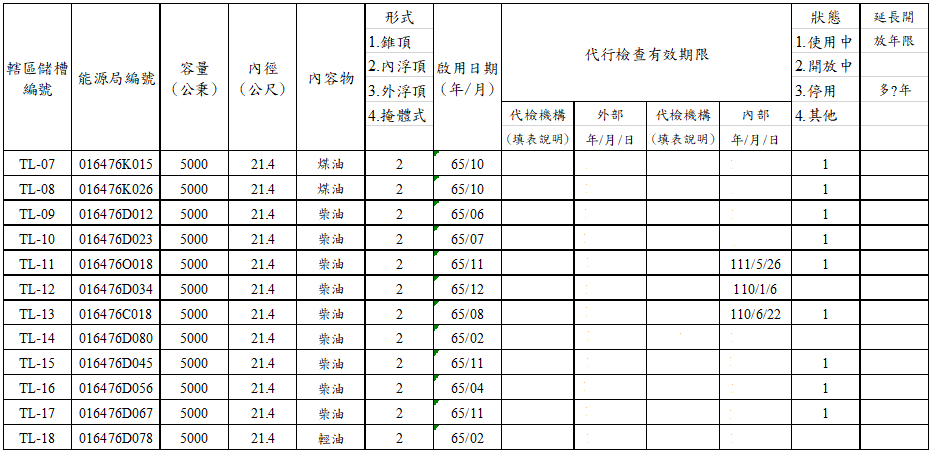 轄區儲槽編號 能源局編號 容量（公秉） 內徑（公尺） 內容物 形式 1.錐頂 2.內浮頂 3.外浮頂 4.掩體式 啟用日期（年/月） 代行檢查有效期限 狀態 1.使用中 2.開放中 3.停用 4.其他 延長開放年限 多?年
代檢機構（填表說明） 外部 年/月/日 代檢機構（填表說明） 內部 年/月/日
TL-07 016476K015 5000 21.4 煤油 2 65/10 1
TL-08 016476K026 5000 21.4 煤油 2 65/10 1
TL-09 016476D012 5000 21.4 柴油 2 65/06 1
TL-10 016476D023 5000 21.4 柴油 2 65/07 1
TL-11 016476O018 5000 21.4 柴油 2 65/11 111/5/26 1
TL-12 016476D034 5000 21.4 柴油 2 65/12 110/1/6
TL-13 016476C018 5000 21.4 柴油 2 65/08 110/6/22 1
TL-14 016476D080 5000 21.4 柴油 2 65/02
TL-15 016476D045 5000 21.4 柴油 2 65/11 1
TL-16 016476D056 5000 21.4 柴油 2 65/04 1
TL-17 016476D067 5000 21.4 柴油 2 65/11 1
TL-18 016476D078 5000 21.4 輕油 2 65/02